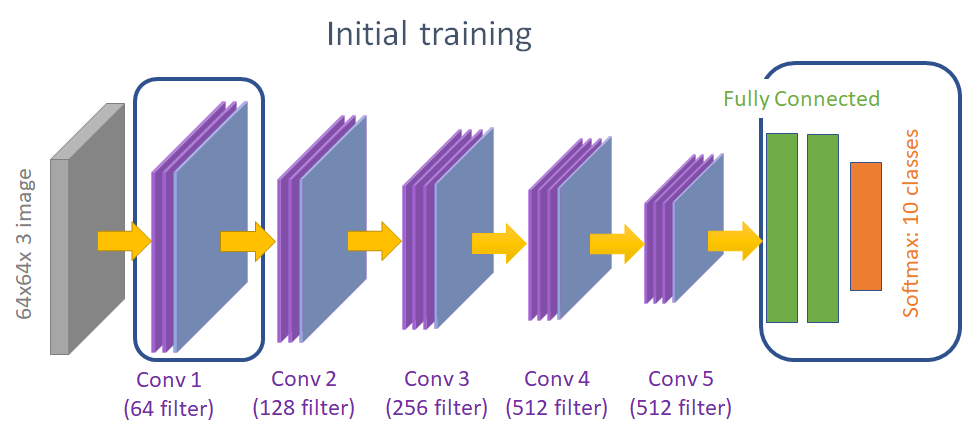 Initial training
64x64x 3 image
Fully Connected
Softmax: 10 classes
Conv 1
(64 filter)
Conv 2
(128 filter)
Conv 3
(256 filter)
Conv 4
(512 filter)
Conv 5
(512 filter)